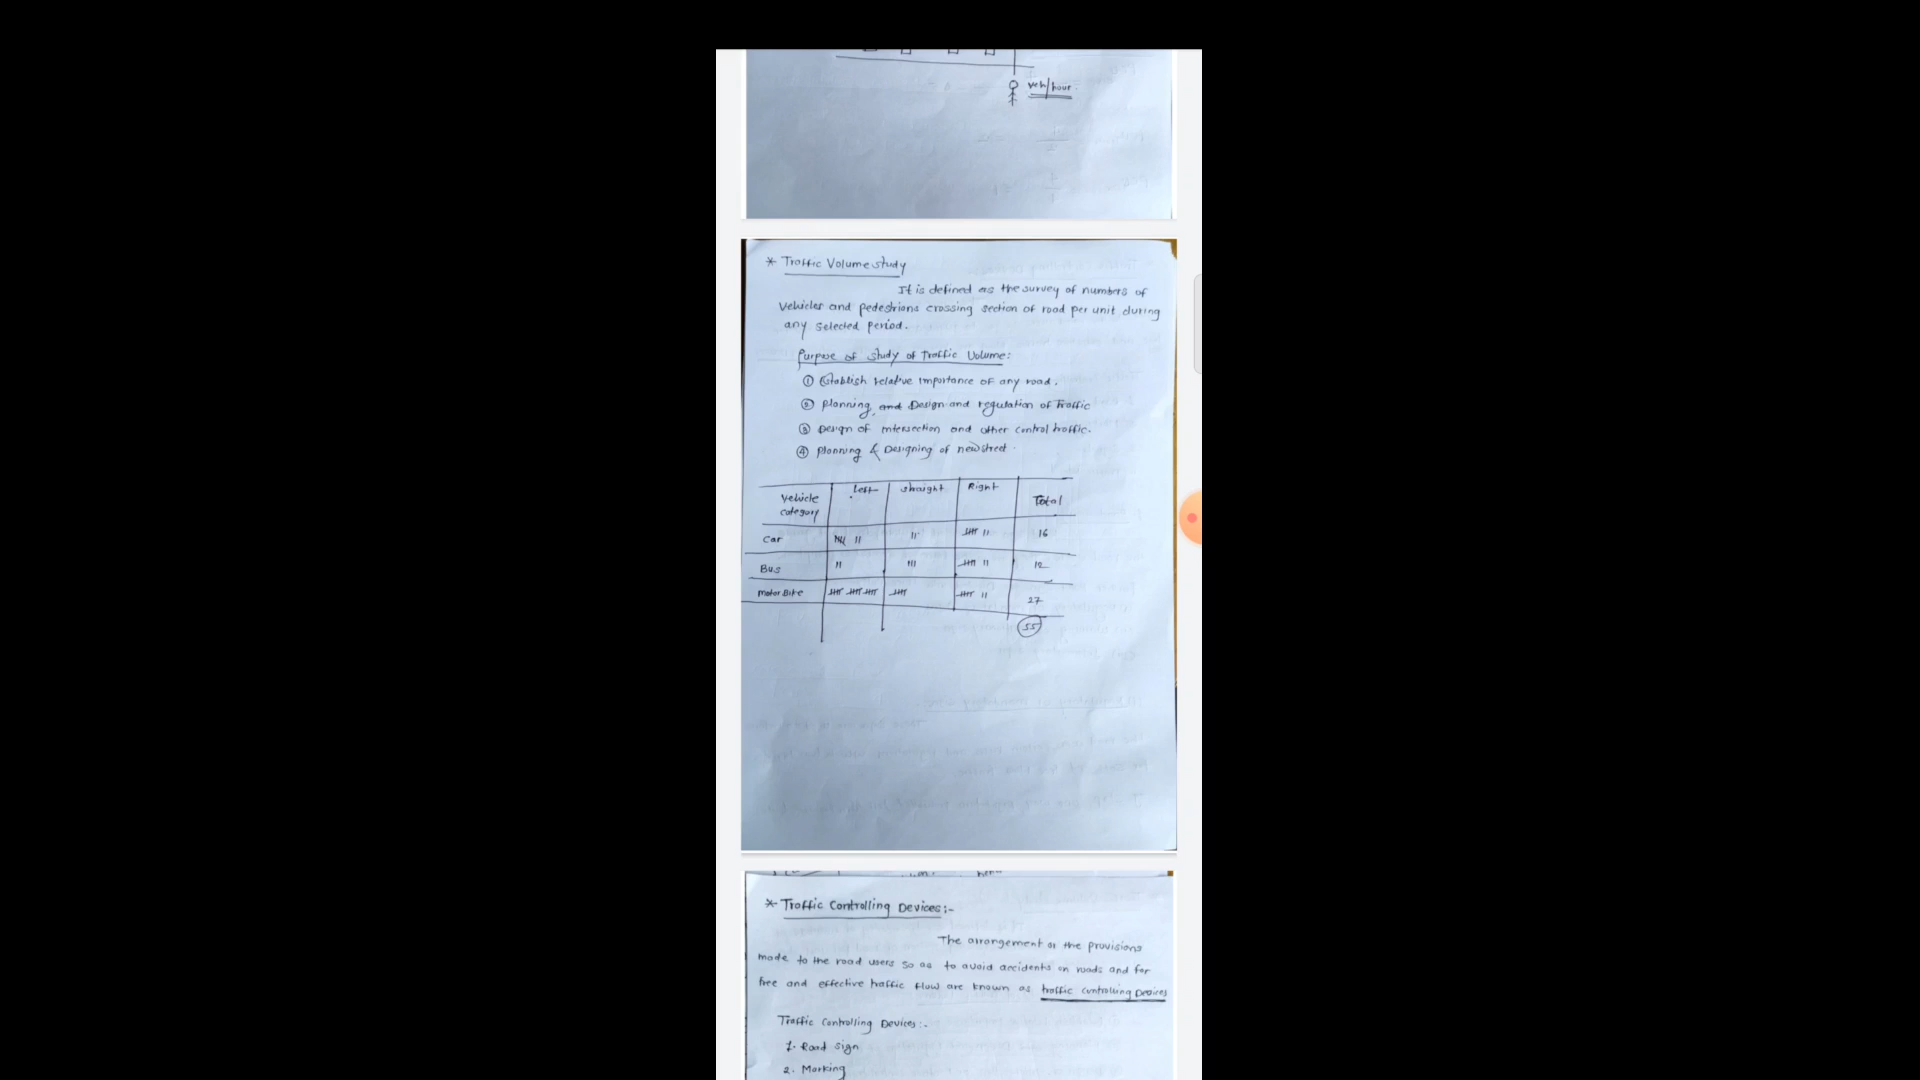 veh/hour.
* Traffic Volume study
It is defined as the survey of numbers of
vehicles and pedestrians crossing section of road per unit during
any selected period.
Purpose of study of Traffic Volume:
① Establish relative importance of any road.
② planning, and Design and regulation of Traffic
③ Design of intersection and other control traffic.
④ planning & Designing of new street.
Vehicle category Left straight Right Total
Car 𝍸 || || 𝍸 || 16
Bus || ||| 𝍸 || 12
motor Bike 𝍸 𝍸 𝍸 𝍸 𝍸 || 27
55
* Traffic Controlling Devices:-
The arrangement or the provisions
made to the road users so as to avoid accidents on roads and for
free and effective traffic flow are known as traffic controlling Devices
Traffic Controlling Devices:-
1. Road sign
2. Marking